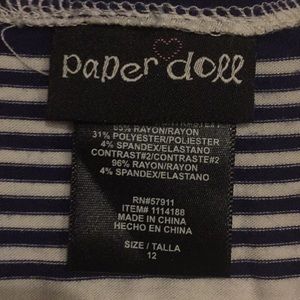 paper doll
65% RAYON/RAYON
31% POLYESTER/POLIESTER
4% SPANDEX/ELASTANO
CONTRAST#2/CONTRASTE#2
96% RAYON/RAYON
4% SPANDEX/ELASTANO
RN#57911
ITEM# 1114188
MADE IN CHINA
HECHO EN CHINA
SIZE / TALLA
12